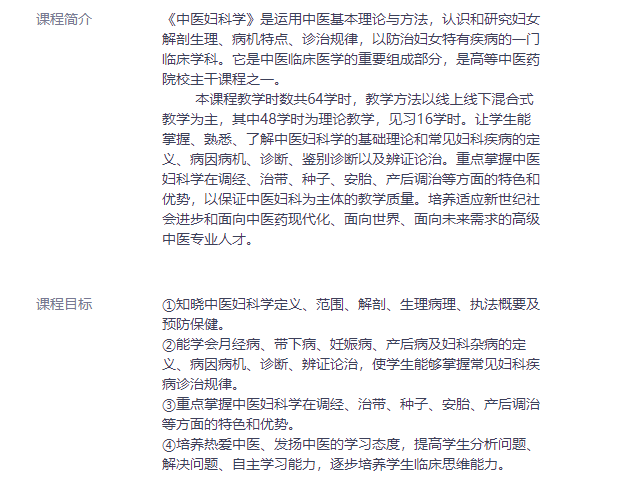 课程简介
《中医妇科学》是运用中医基本理论与方法，认识和研究妇女
解剖生理、病机特点、诊治规律，以防治妇女特有疾病的一门
临床学科。它是中医临床医学的重要组成部分，是高等中医药
院校主干课程之一。
本课程教学时数共64学时，教学方法以线上线下混合式
教学为主，其中48学时为理论教学，见习16学时。让学生能
掌握、熟悉、了解中医妇科学的基础理论和常见妇科疾病的定
义、病因病机、诊断、鉴别诊断以及辨证论治。重点掌握中医
妇科学在调经、治带、种子、安胎、产后调治等方面的特色和
优势，以保证中医妇科为主体的教学质量。培养适应新世纪社
会进步和面向中医药现代化、面向世界、面向未来需求的高级
中医专业人才。
课程目标
①知晓中医妇科学定义、范围、解剖、生理病理、执法概要及
预防保健。
②能学会月经病、带下病、妊娠病、产后病及妇科杂病的定
义、病因病机、诊断、辨证论治，使学生能够掌握常见妇科疾
病诊治规律。
③重点掌握中医妇科学在调经、治带、种子、安胎、产后调治
等方面的特色和优势。
④培养热爱中医、发扬中医的学习态度，提高学生分析问题、
解决问题、自主学习能力，逐步培养学生临床思维能力。